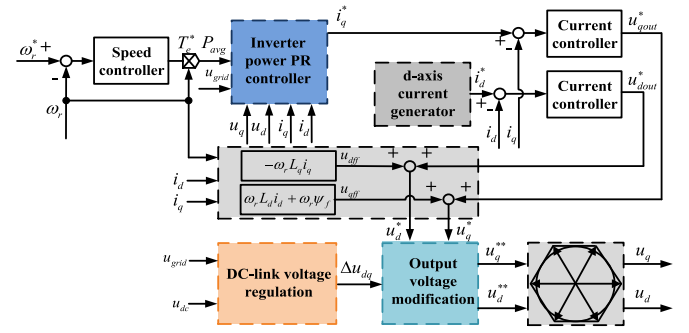 ω_r^* + - Speed controller T_e^* P_avg u_grid Inverter power PR controller i_q^* + - Current controller u_qout^*
d-axis current generator i_d^* + - Current controller u_dout^*
ω_r u_q u_d i_q i_d i_d i_q
-ω_r L_q i_q u_dff + +
i_d
i_q ω_r L_d i_d + ω_r ψ_f u_qff + +
u_d^* u_q^*
u_grid DC-link voltage regulation Δu_dq Output voltage modification u_q^** u_q
u_dc u_d^** u_d